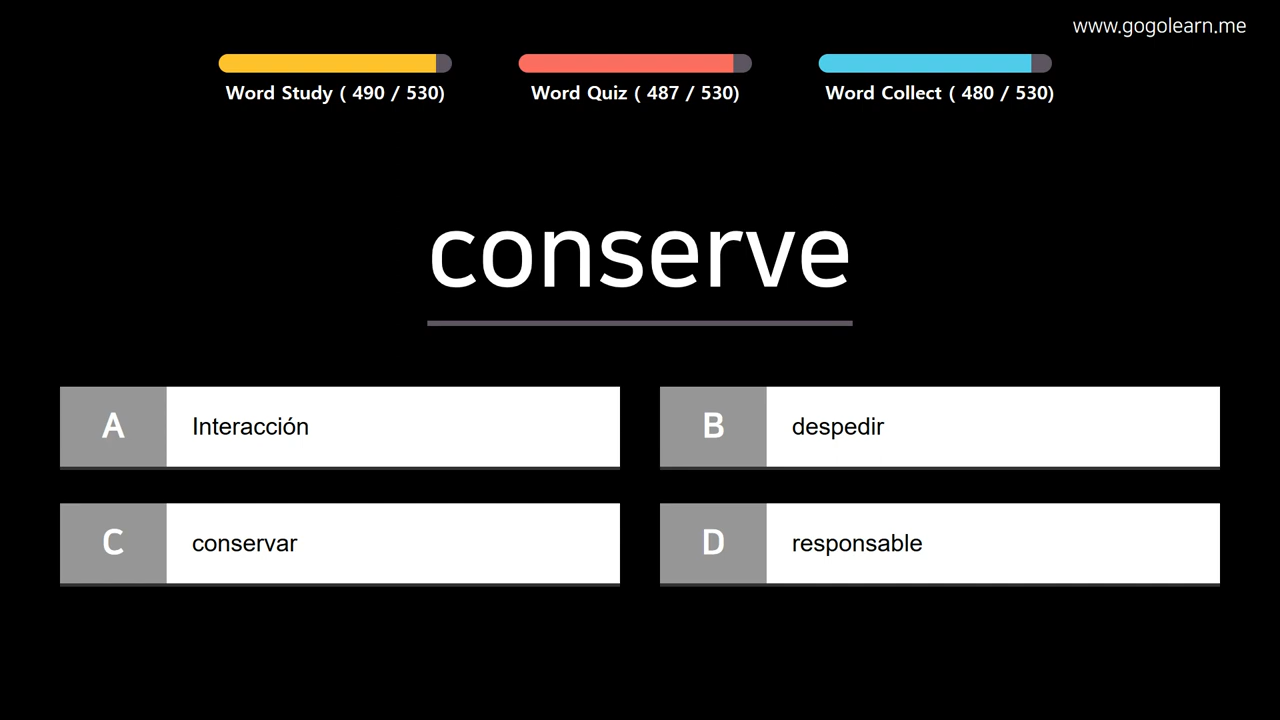 www.gogolearn.me
Word Study ( 490 / 530)
Word Quiz ( 487 / 530)
Word Collect ( 480 / 530)
conserve
A Interacción
B despedir
C conservar
D responsable